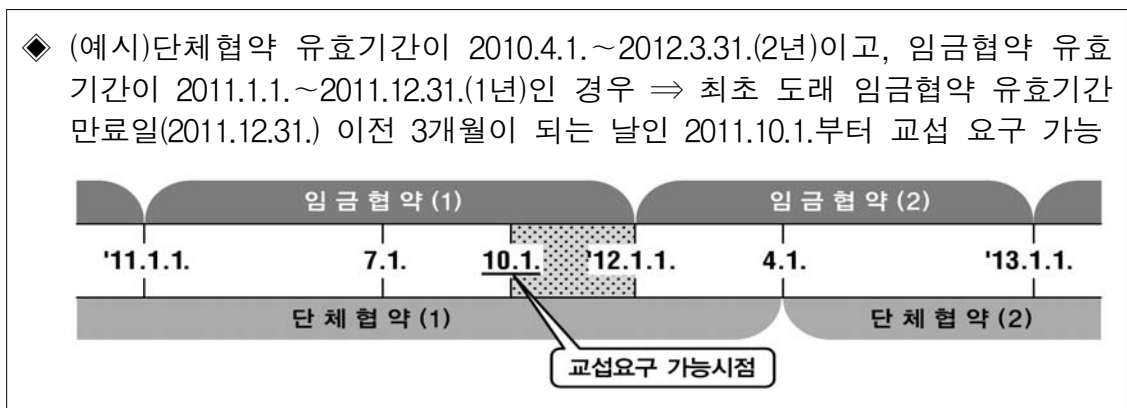 ◈ (예시)단체협약 유효기간이 2010.4.1.～2012.3.31.(2년)이고, 임금협약 유효
기간이 2011.1.1.～2011.12.31.(1년)인 경우 ⇒ 최초 도래 임금협약 유효기간
만료일(2011.12.31.) 이전 3개월이 되는 날인 2011.10.1.부터 교섭 요구 가능
임금협약(1) 임금협약(2)
'11.1.1. 7.1. 10.1. '12.1.1. 4.1. '13.1.1.
단체협약(1) 단체협약(2)
교섭요구 가능시점